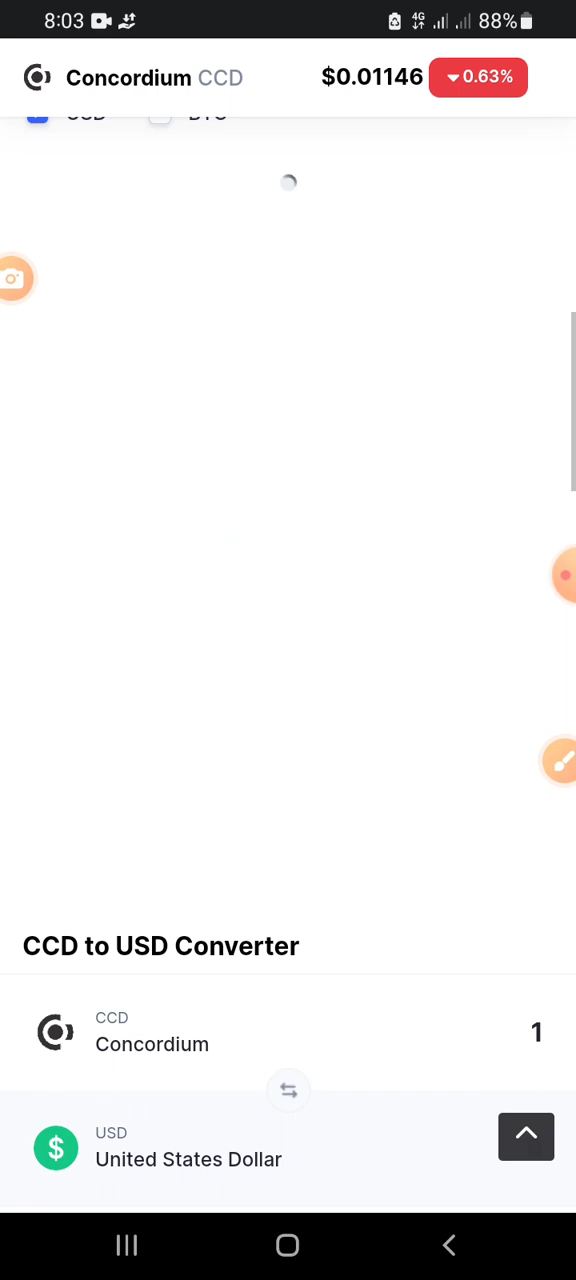 8:03 4G 88%
Concordium CCD $0.01146 0.63%
CCD to USD Converter
CCD
Concordium 1
USD
United States Dollar